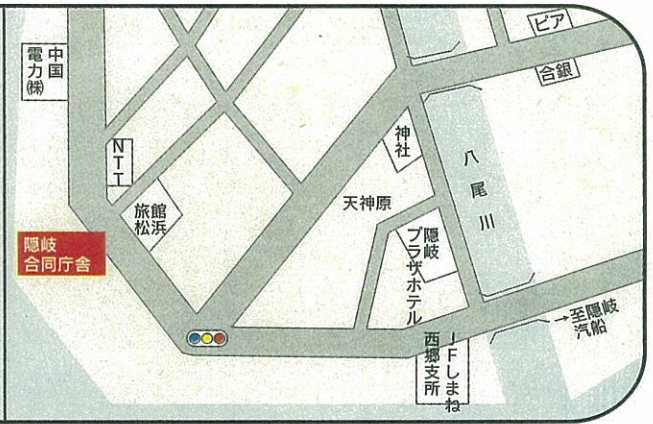 中国
電力㈱
NTT
旅館
松浜
隠岐
合同庁舎
ピア
合銀
神社
八尾川
天神原
隠岐
プラザホテル
JFしまね
西郷支所
→至隠岐
汽船